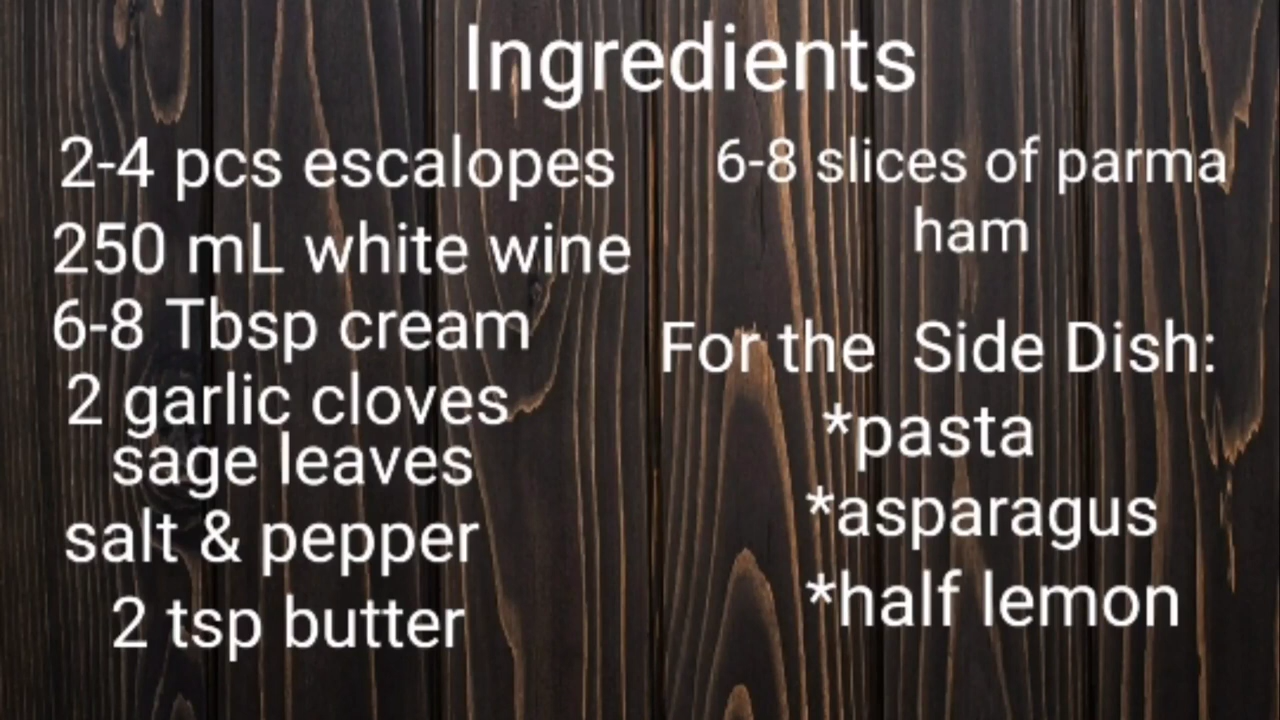 Ingredients
2-4 pcs escalopes
250 mL white wine
6-8 Tbsp cream
2 garlic cloves
sage leaves
salt & pepper
2 tsp butter
6-8 slices of parma
ham
For the Side Dish:
*pasta
*asparagus
*half lemon